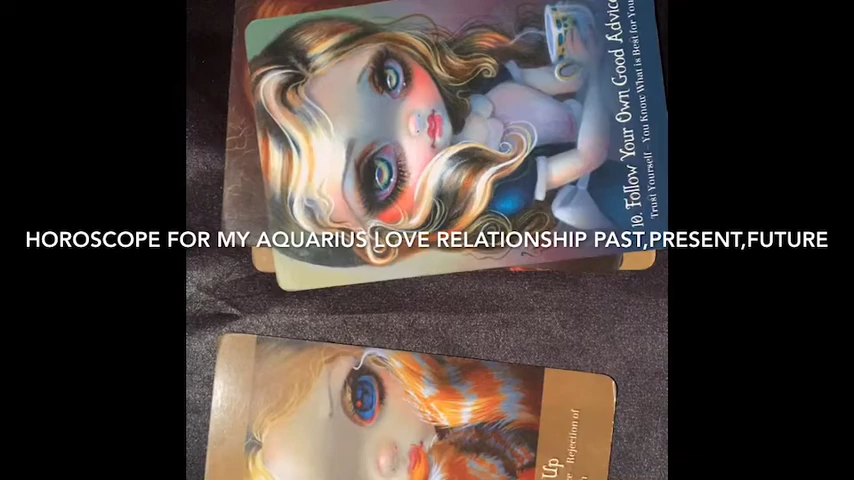 10. Follow Your Own Good Advice
Trust Yourself – You Know What is Best for You
HOROSCOPE FOR MY AQUARIUS LOVE RELATIONSHIP PAST,PRESENT,FUTURE
Up
Rejection of